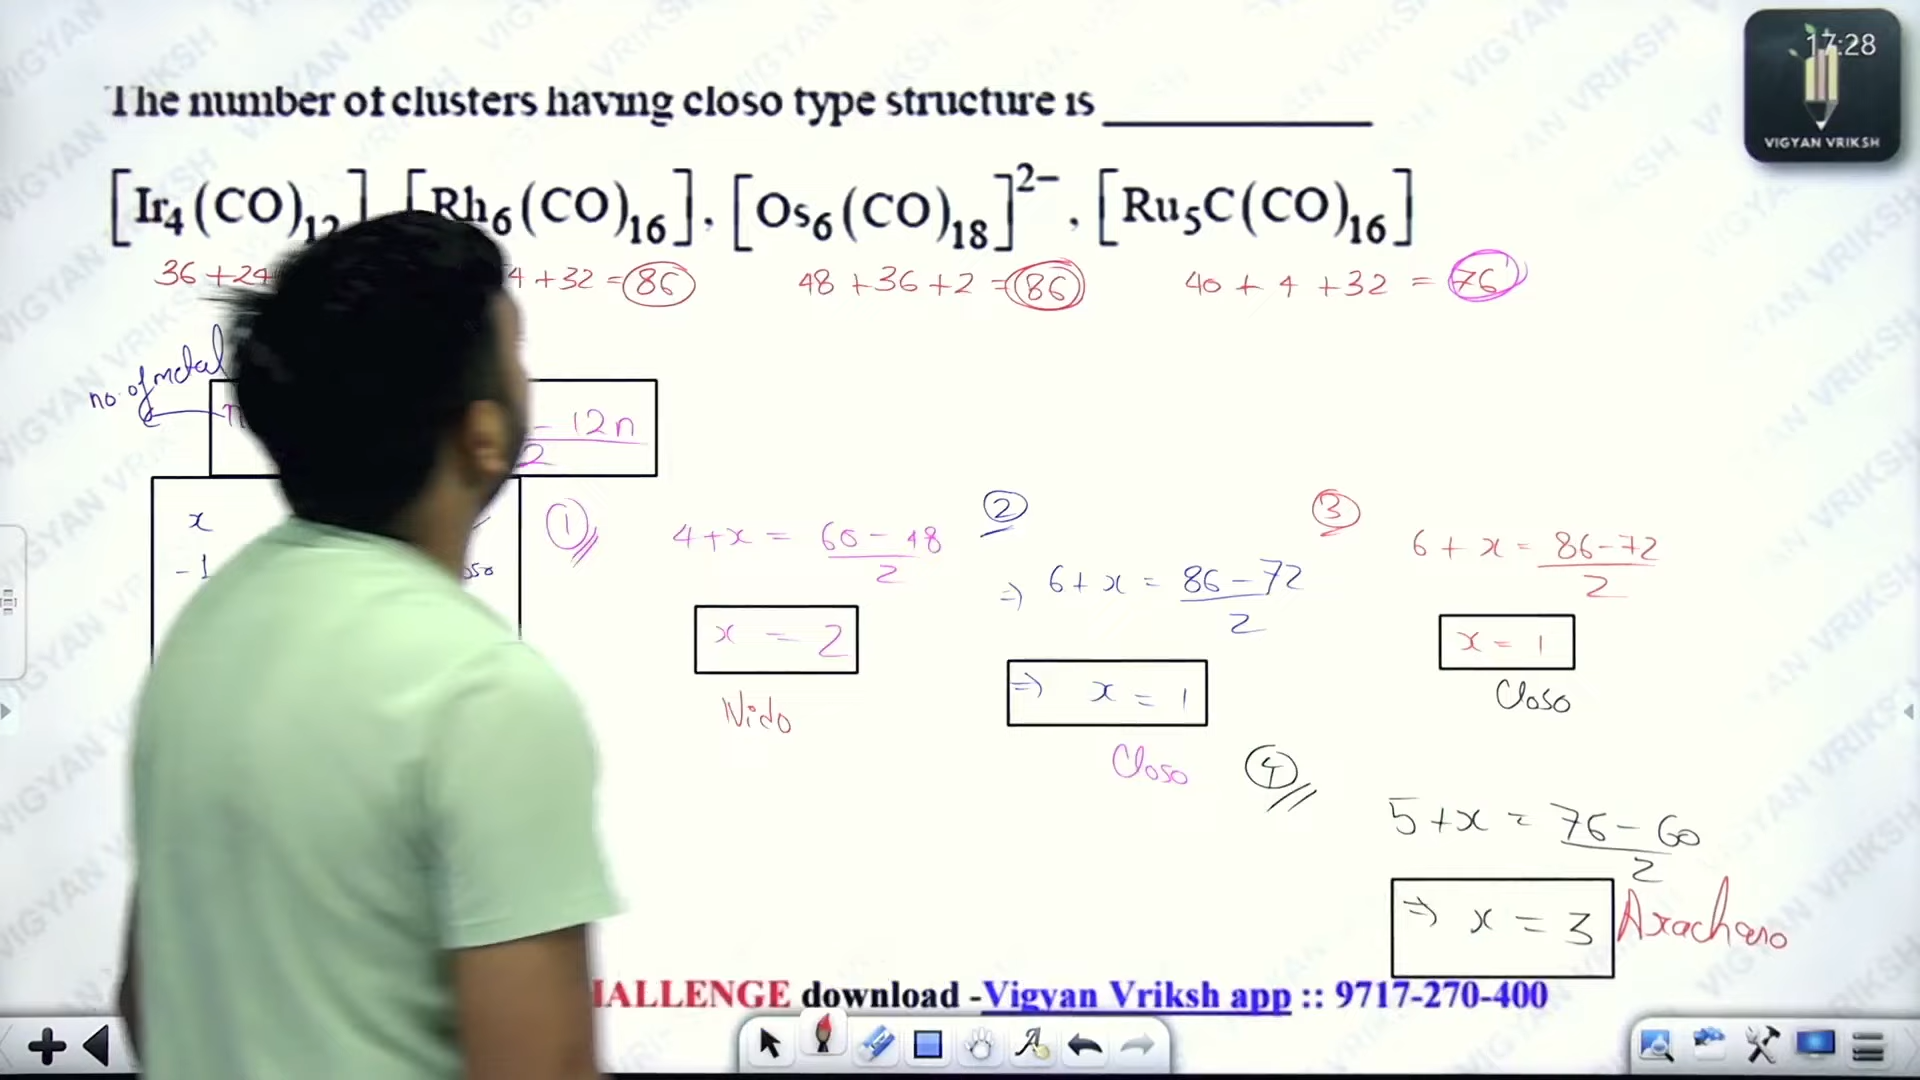 17:28
VIGYAN VRIKSH
The number of clusters having closo type structure is ____________
[Ir₄(CO)₁₂], [Rh₆(CO)₁₆], [Os₆(CO)₁₈]²⁻, [Ru₅C(CO)₁₆]
36 + 24
4 + 32 = 86
48 + 36 + 2 = 86
40 + 4 + 32 = 76
no. of metal
n
- 12n
2
x
-1
oso
1
4 + x = 60 - 48
2
x = 2
Nido
2
⇒ 6 + x = 86 - 72
2
⇒ x = 1
Closo
3
6 + x = 86 - 72
2
x = 1
Closo
4
5 + x = 76 - 60
2
⇒ x = 3
HALLENGE download -Vigyan Vriksh app :: 9717-270-400